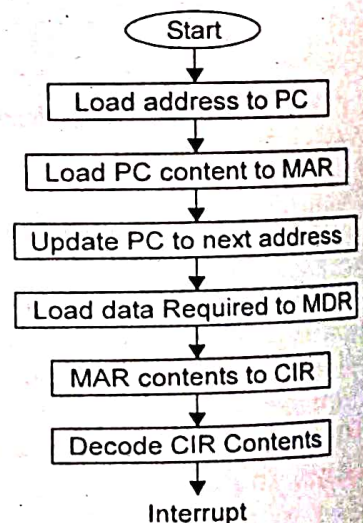 Start
Load address to PC
Load PC content to MAR
Update PC to next address
Load data Required to MDR
MAR contents to CIR
Decode CIR Contents
Interrupt